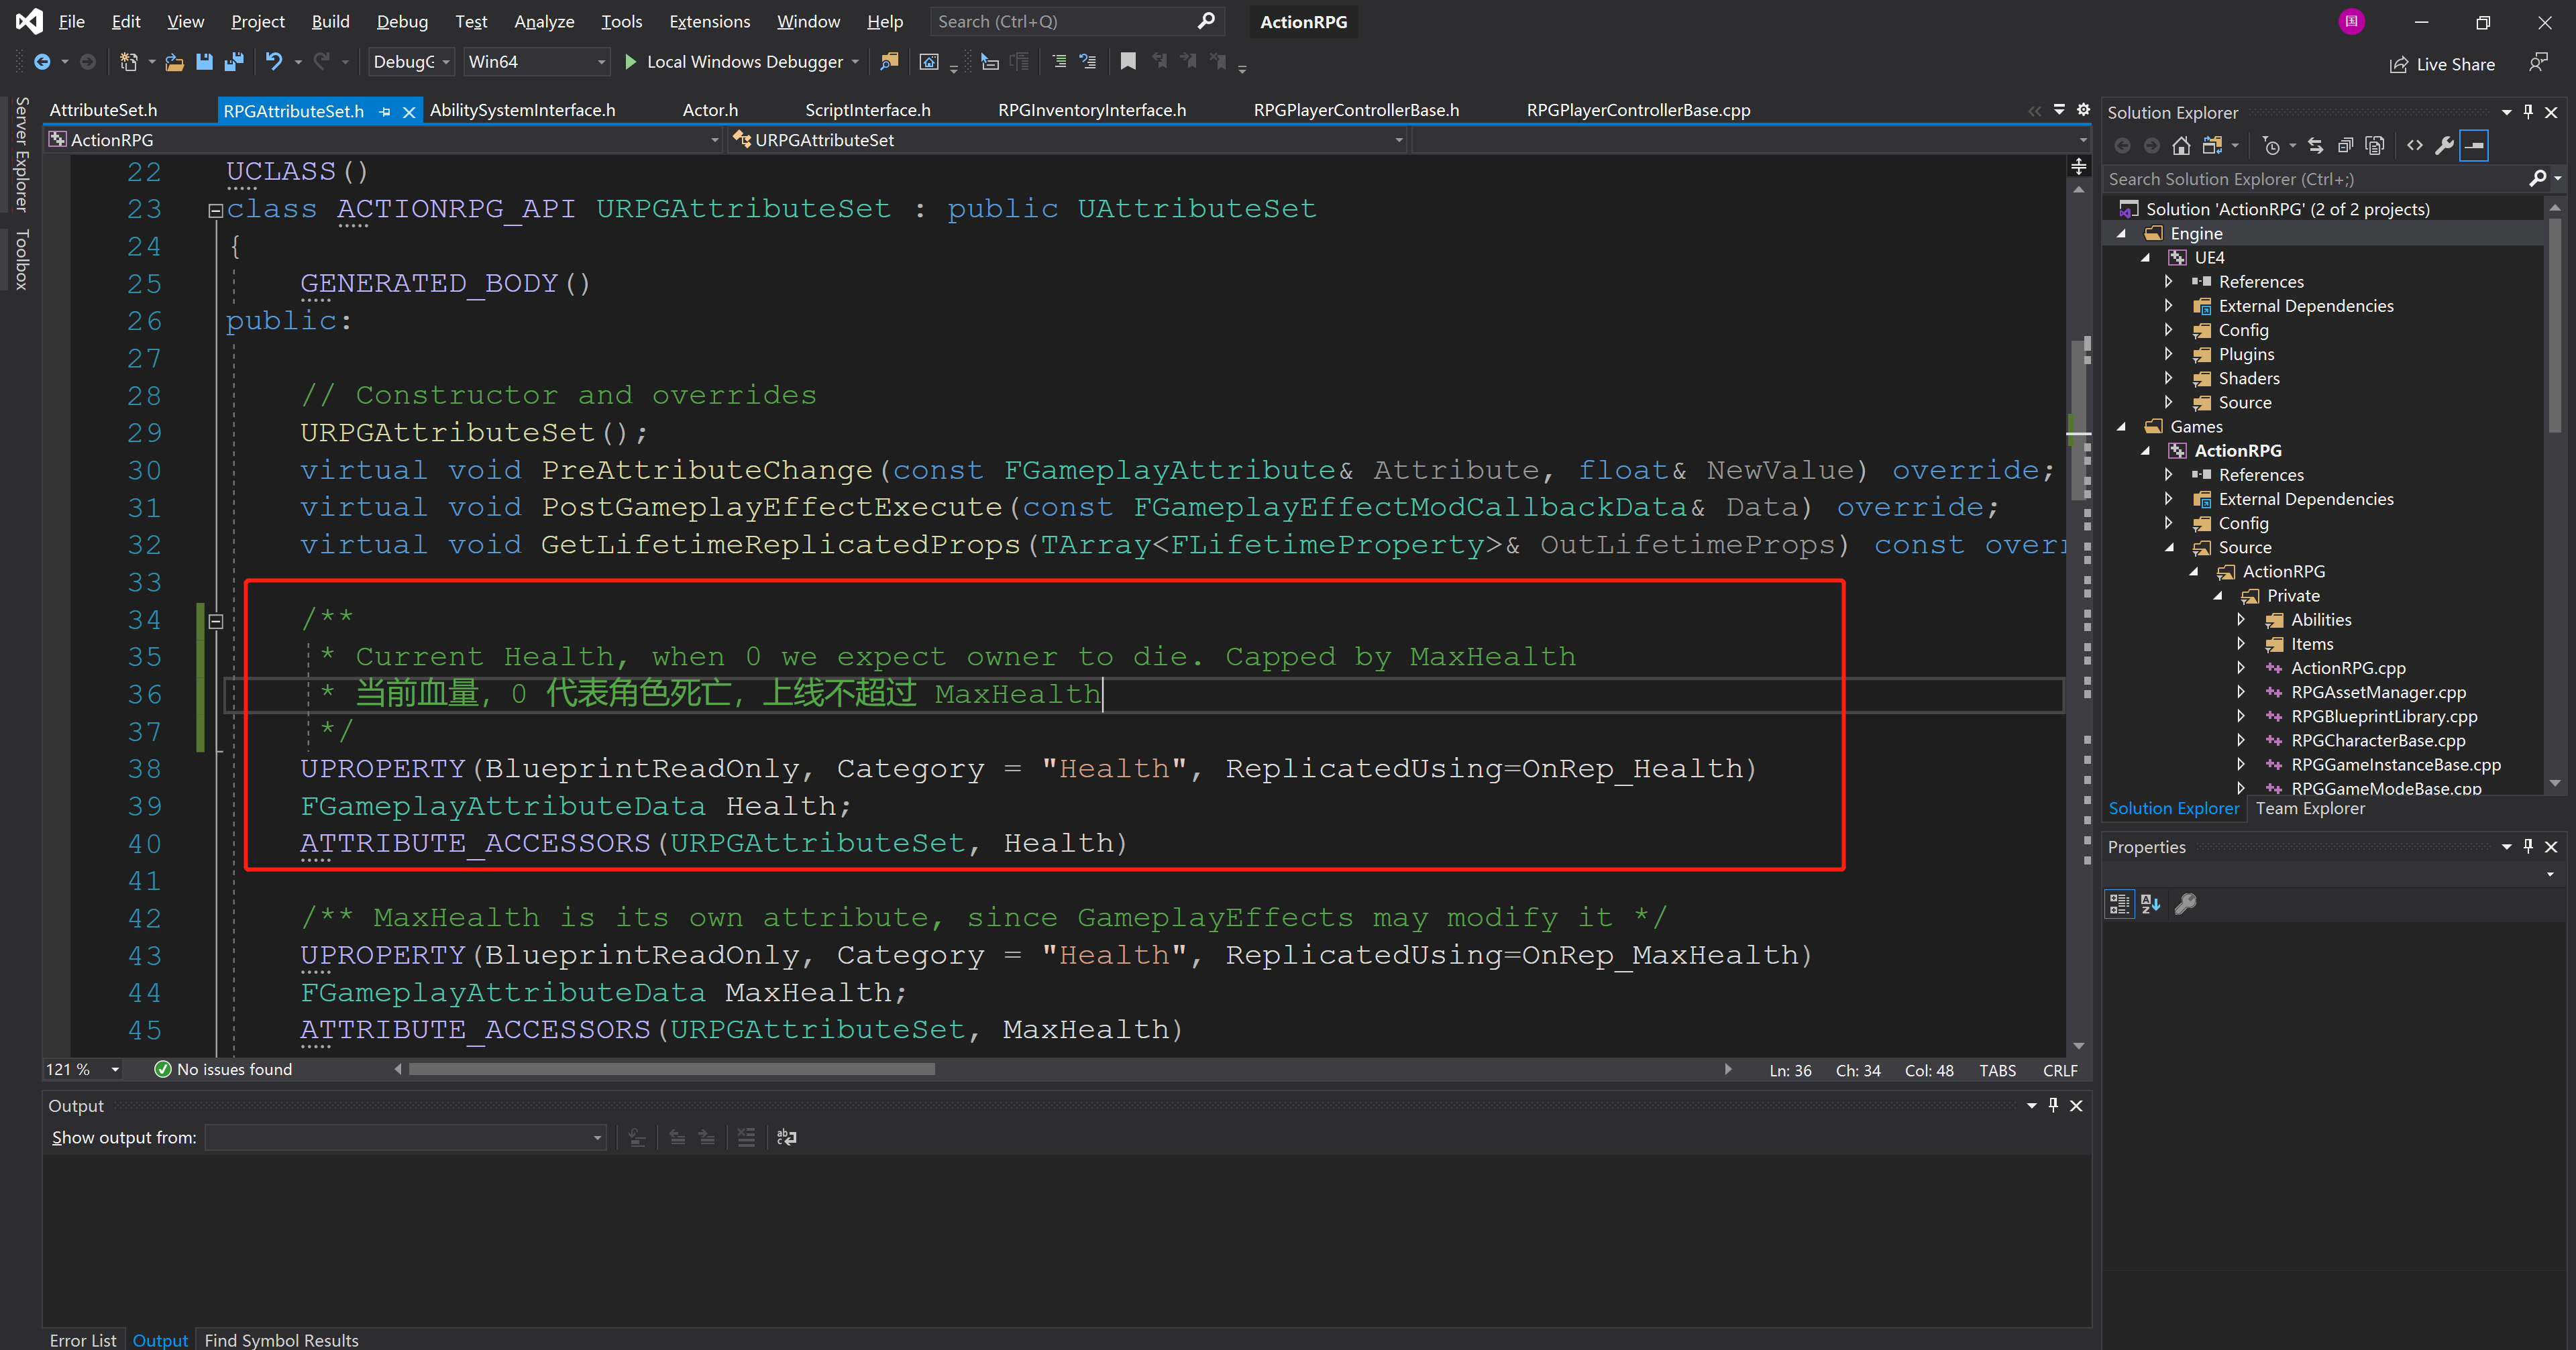 File Edit View Project Build Debug Test Analyze Tools Extensions Window Help Search (Ctrl+Q) ActionRPG 国
DebugG Win64 Local Windows Debugger Live Share
Server Explorer
Toolbox
AttributeSet.h RPGAttributeSet.h AbilitySystemInterface.h Actor.h ScriptInterface.h RPGInventoryInterface.h RPGPlayerControllerBase.h RPGPlayerControllerBase.cpp
ActionRPG URPGAttributeSet
22 UCLASS()
23 class ACTIONRPG_API URPGAttributeSet : public UAttributeSet
24 {
25 GENERATED_BODY()
26 public:
27
28 // Constructor and overrides
29 URPGAttributeSet();
30 virtual void PreAttributeChange(const FGameplayAttribute& Attribute, float& NewValue) override;
31 virtual void PostGameplayEffectExecute(const FGameplayEffectModCallbackData& Data) override;
32 virtual void GetLifetimeReplicatedProps(TArray<FLifetimeProperty>& OutLifetimeProps) const over
33
34 /**
35 * Current Health, when 0 we expect owner to die. Capped by MaxHealth
36 * 当前血量，0 代表角色死亡，上线不超过 MaxHealth
37 */
38 UPROPERTY(BlueprintReadOnly, Category = "Health", ReplicatedUsing=OnRep_Health)
39 FGameplayAttributeData Health;
40 ATTRIBUTE_ACCESSORS(URPGAttributeSet, Health)
41
42 /** MaxHealth is its own attribute, since GameplayEffects may modify it */
43 UPROPERTY(BlueprintReadOnly, Category = "Health", ReplicatedUsing=OnRep_MaxHealth)
44 FGameplayAttributeData MaxHealth;
45 ATTRIBUTE_ACCESSORS(URPGAttributeSet, MaxHealth)
121 % No issues found Ln: 36 Ch: 34 Col: 48 TABS CRLF
Output
Show output from:
Error List Output Find Symbol Results
Solution Explorer
Search Solution Explorer (Ctrl+;)
Solution 'ActionRPG' (2 of 2 projects)
Engine
UE4
References
External Dependencies
Config
Plugins
Shaders
Source
Games
ActionRPG
References
External Dependencies
Config
Source
ActionRPG
Private
Abilities
Items
ActionRPG.cpp
RPGAssetManager.cpp
RPGBlueprintLibrary.cpp
RPGCharacterBase.cpp
RPGGameInstanceBase.cpp
RPGGameModeBase.cpp
Solution Explorer Team Explorer
Properties